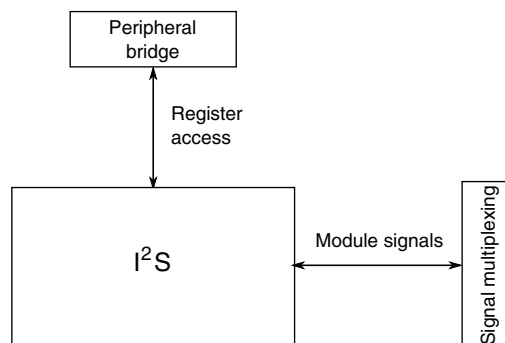 Peripheral
bridge
Register
access
I²S
Module signals
Signal multiplexing